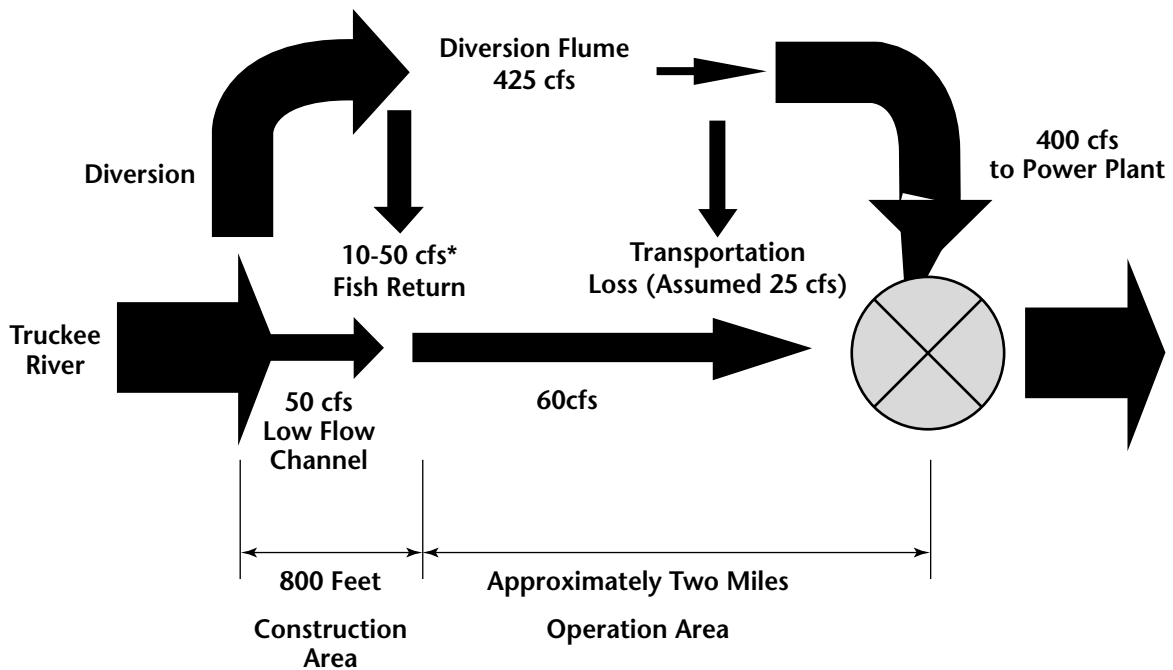 Diversion Flume
425 cfs
400 cfs
to Power Plant
Diversion
10-50 cfs*
Fish Return
Transportation
Loss (Assumed 25 cfs)
Truckee
River
50 cfs
Low Flow
Channel
60cfs
800 Feet
Approximately Two Miles
Construction
Area
Operation Area